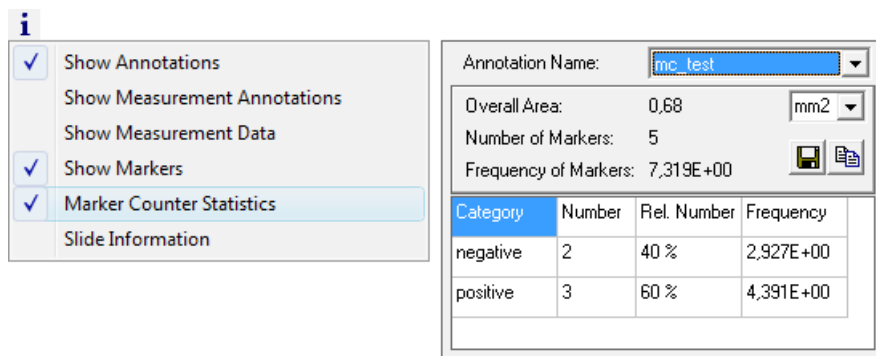 i
Show Annotations
Show Measurement Annotations
Show Measurement Data
Show Markers
Marker Counter Statistics
Slide Information
Annotation Name: mc_test
Overall Area: 0,68 mm2
Number of Markers: 5
Frequency of Markers: 7,319E+00
Category Number Rel. Number Frequency
negative 2 40 % 2,927E+00
positive 3 60 % 4,391E+00